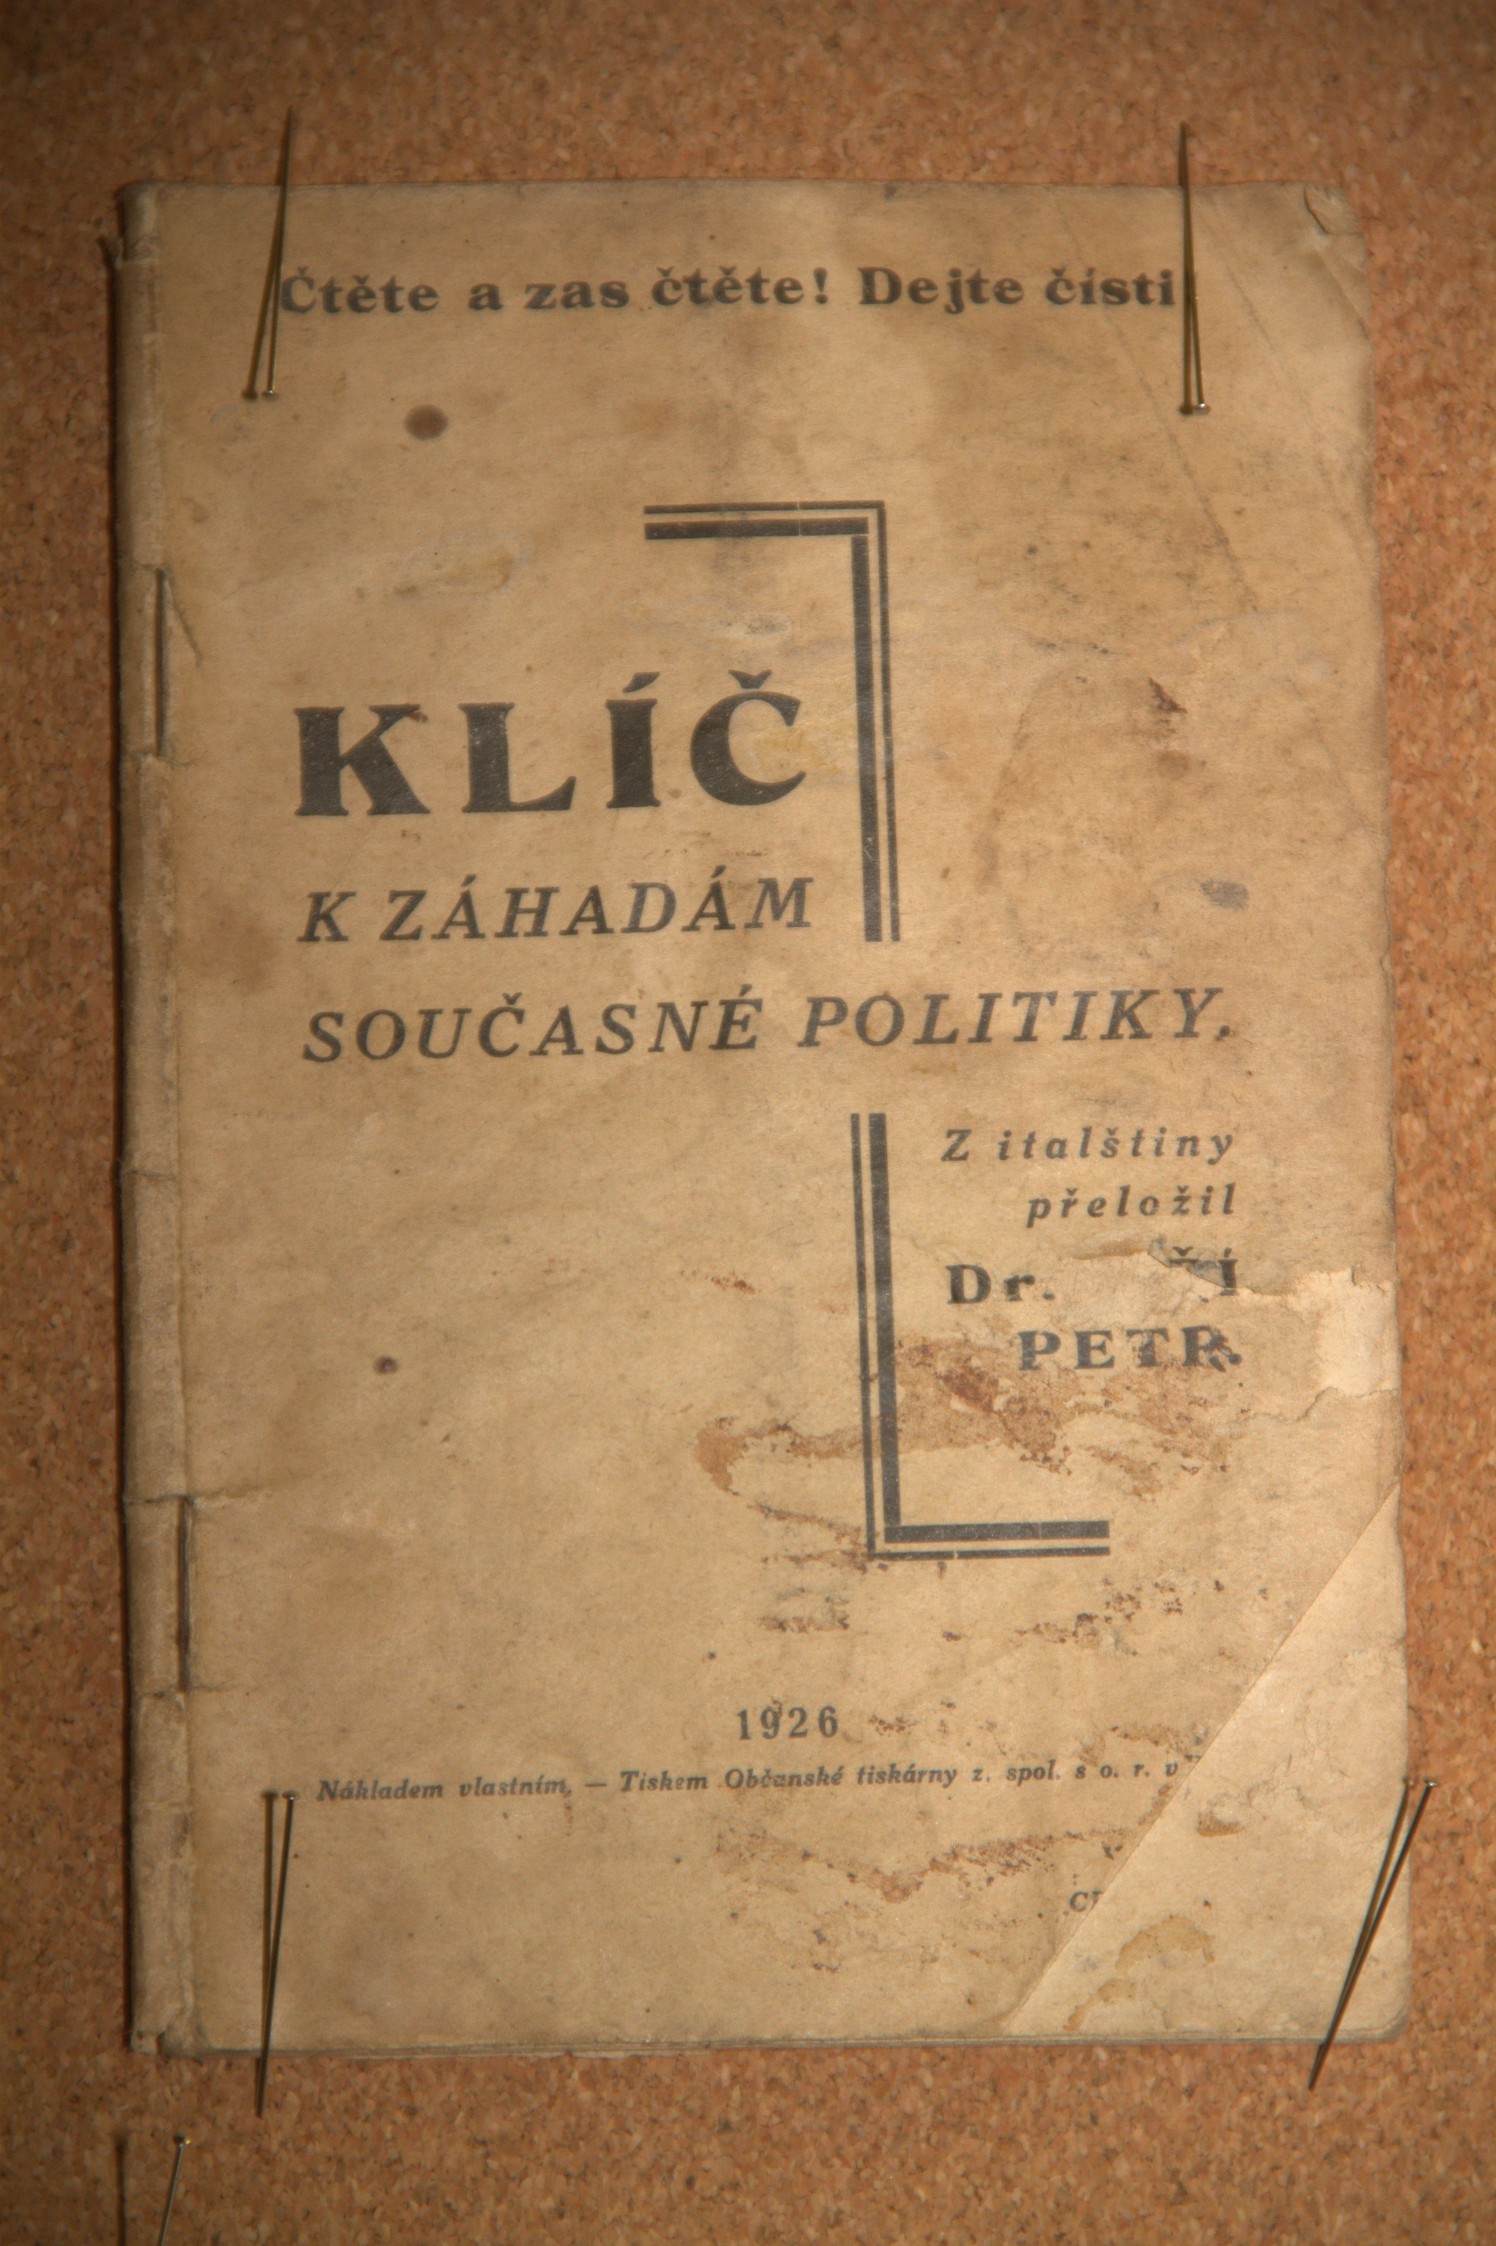 Čtěte a zas čtěte! Dejte čísti
KLÍČ
K ZÁHADÁM
SOUČASNÉ POLITIKY.
Z italštiny
přeložil
Dr.
PETR.
1926
Nákladem vlastním. — Tiskem Občanské tiskárny z. spol. s o. r. v